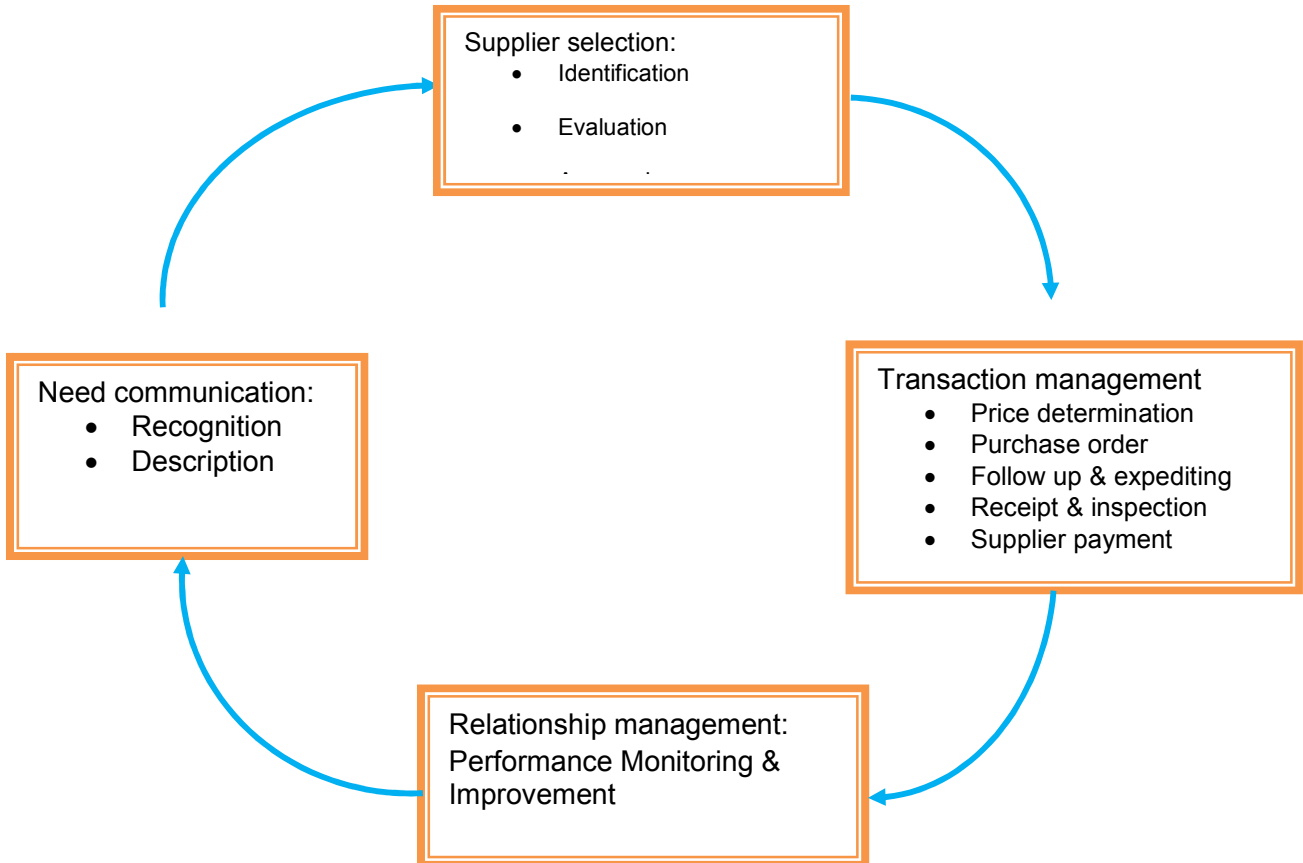 Supplier selection:
• Identification
• Evaluation
Need communication:
• Recognition
• Description
Transaction management
• Price determination
• Purchase order
• Follow up & expediting
• Receipt & inspection
• Supplier payment
Relationship management:
Performance Monitoring &
Improvement